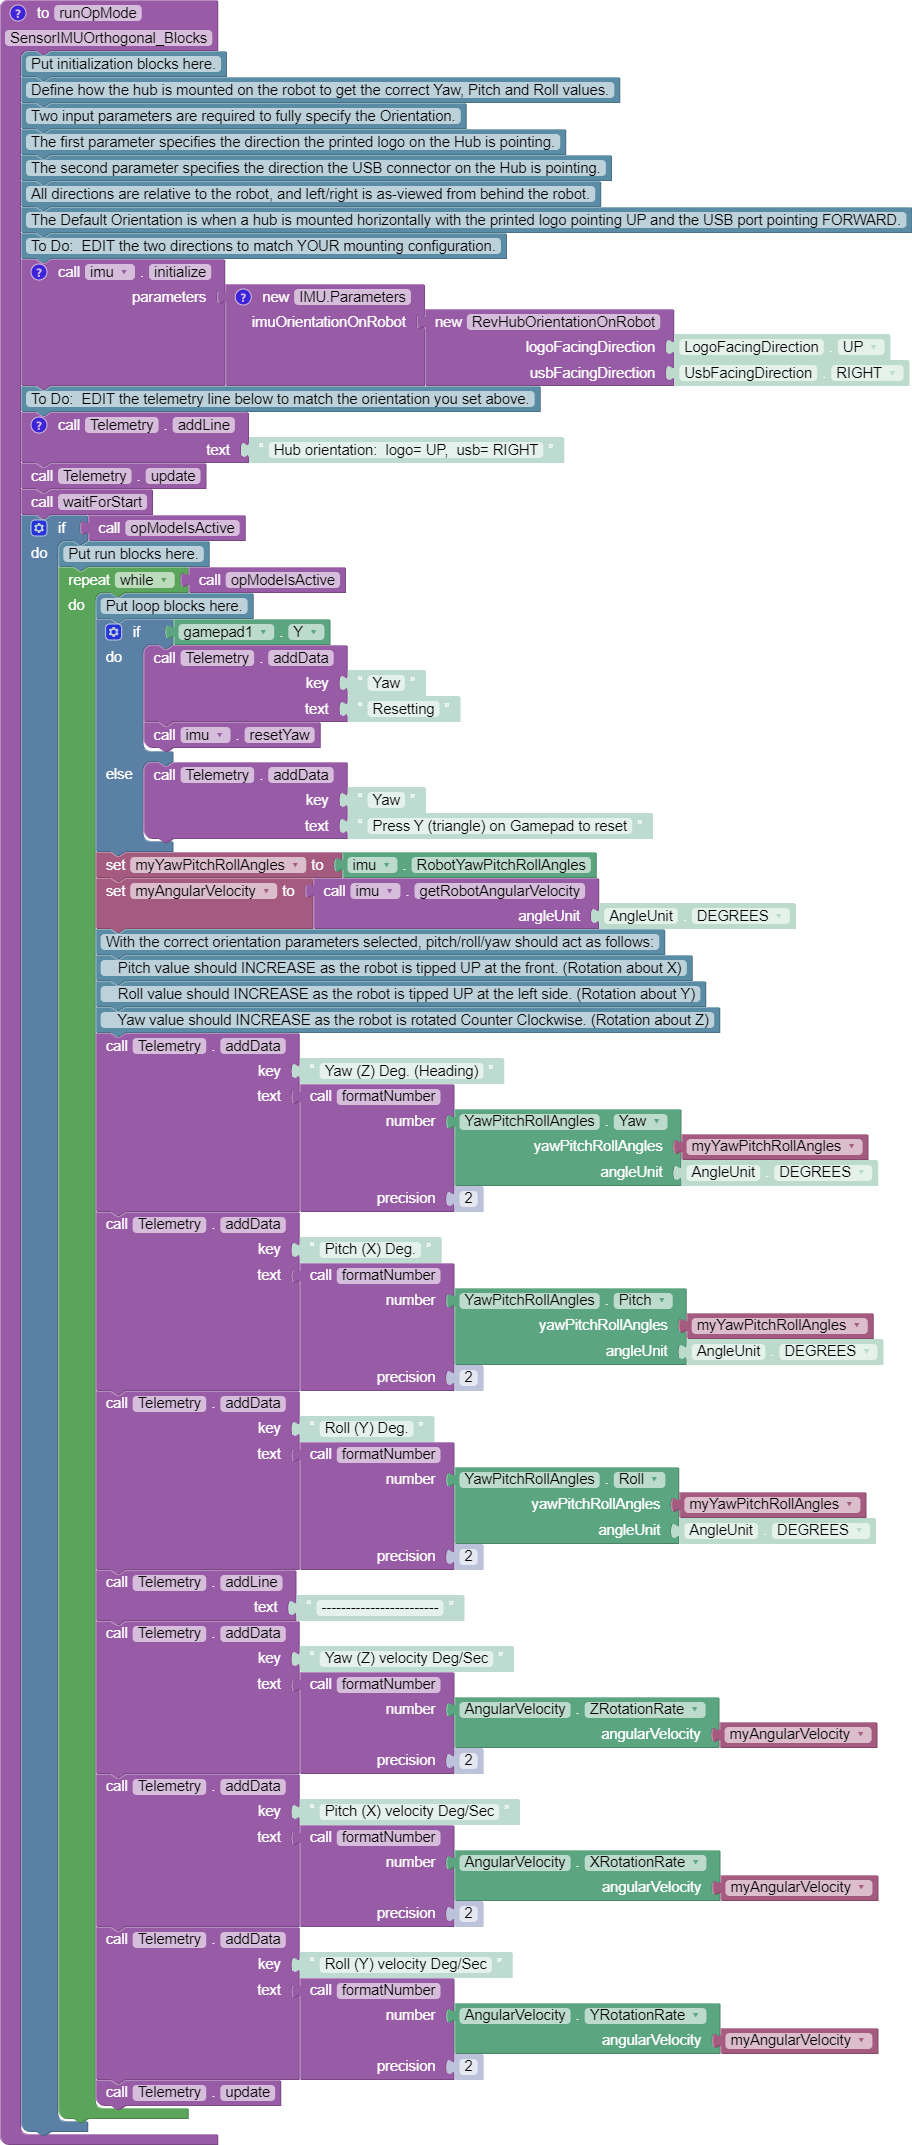 ? to runOpMode
SensorIMUOrthogonal_Blocks
Put initialization blocks here.
Define how the hub is mounted on the robot to get the correct Yaw, Pitch and Roll values.
Two input parameters are required to fully specify the Orientation.
The first parameter specifies the direction the printed logo on the Hub is pointing.
The second parameter specifies the direction the USB connector on the Hub is pointing.
All directions are relative to the robot, and left/right is as-viewed from behind the robot.
The Default Orientation is when a hub is mounted horizontally with the printed logo pointing UP and the USB port pointing FORWARD.
To Do:  EDIT the two directions to match YOUR mounting configuration.
? call imu . initialize
parameters ? new IMU.Parameters
imuOrientationOnRobot new RevHubOrientationOnRobot
logoFacingDirection LogoFacingDirection . UP
usbFacingDirection UsbFacingDirection . RIGHT
To Do:  EDIT the telemetry line below to match the orientation you set above.
? call Telemetry . addLine
text “ Hub orientation:  logo= UP,  usb= RIGHT ”
call Telemetry . update
call waitForStart
if call opModeIsActive
do Put run blocks here.
repeat while call opModeIsActive
do Put loop blocks here.
if gamepad1 . Y
do call Telemetry . addData
key “ Yaw ”
text “ Resetting ”
call imu . resetYaw
else call Telemetry . addData
key “ Yaw ”
text “ Press Y (triangle) on Gamepad to reset ”
set myYawPitchRollAngles to imu . RobotYawPitchRollAngles
set myAngularVelocity to call imu . getRobotAngularVelocity
angleUnit AngleUnit . DEGREES
With the correct orientation parameters selected, pitch/roll/yaw should act as follows:
Pitch value should INCREASE as the robot is tipped UP at the front. (Rotation about X)
Roll value should INCREASE as the robot is tipped UP at the left side. (Rotation about Y)
Yaw value should INCREASE as the robot is rotated Counter Clockwise. (Rotation about Z)
call Telemetry . addData
key “ Yaw (Z) Deg. (Heading) ”
text call formatNumber
number YawPitchRollAngles . Yaw
yawPitchRollAngles myYawPitchRollAngles
angleUnit AngleUnit . DEGREES
precision 2
call Telemetry . addData
key “ Pitch (X) Deg. ”
text call formatNumber
number YawPitchRollAngles . Pitch
yawPitchRollAngles myYawPitchRollAngles
angleUnit AngleUnit . DEGREES
precision 2
call Telemetry . addData
key “ Roll (Y) Deg. ”
text call formatNumber
number YawPitchRollAngles . Roll
yawPitchRollAngles myYawPitchRollAngles
angleUnit AngleUnit . DEGREES
precision 2
call Telemetry . addLine
text “ ------------------------ ”
call Telemetry . addData
key “ Yaw (Z) velocity Deg/Sec ”
text call formatNumber
number AngularVelocity . ZRotationRate
angularVelocity myAngularVelocity
precision 2
call Telemetry . addData
key “ Pitch (X) velocity Deg/Sec ”
text call formatNumber
number AngularVelocity . XRotationRate
angularVelocity myAngularVelocity
precision 2
call Telemetry . addData
key “ Roll (Y) velocity Deg/Sec ”
text call formatNumber
number AngularVelocity . YRotationRate
angularVelocity myAngularVelocity
precision 2
call Telemetry . update